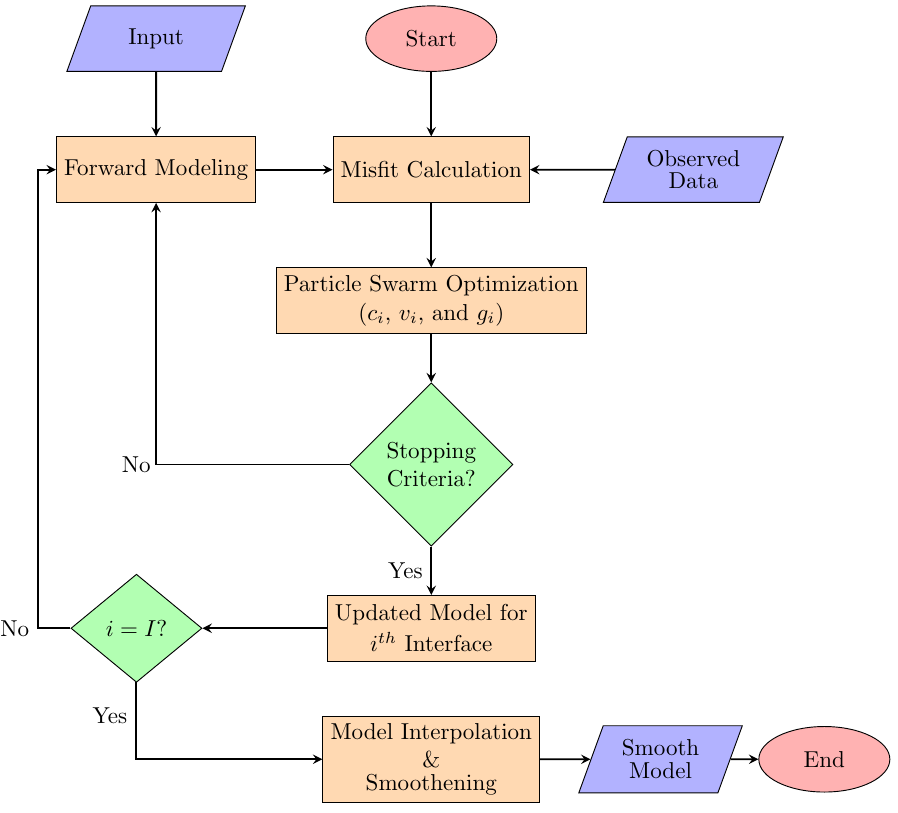 Input
Start
Forward Modeling
Misfit Calculation
Observed
Data
Particle Swarm Optimization
(c_i, v_i, and g_i)
Stopping
Criteria?
No
Yes
Updated Model for
i^{th} Interface
i = I?
No
Yes
Model Interpolation
&
Smoothening
Smooth
Model
End